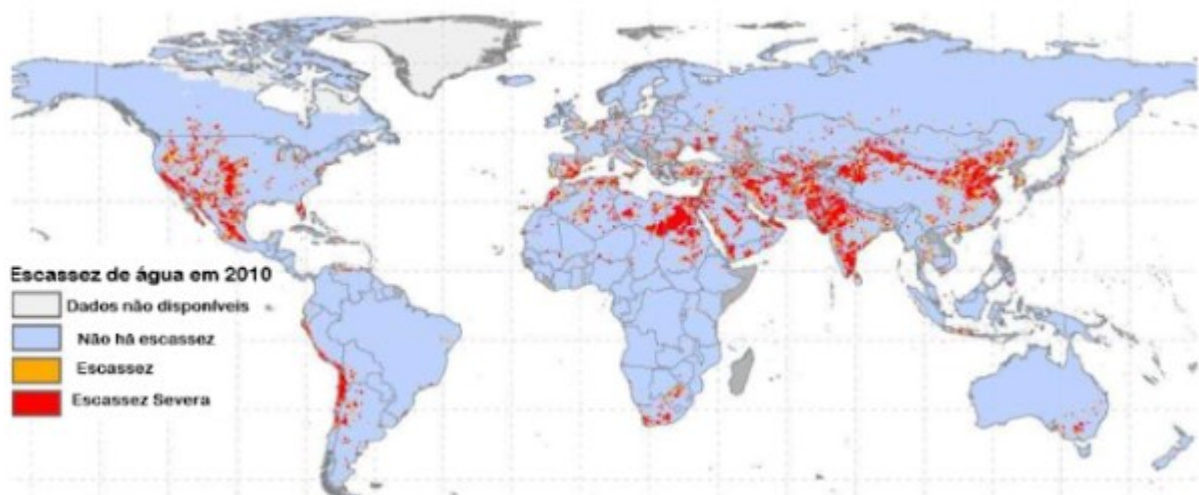 Escassez de água em 2010
Dados não disponíveis
Não há escassez
Escassez
Escassez Severa